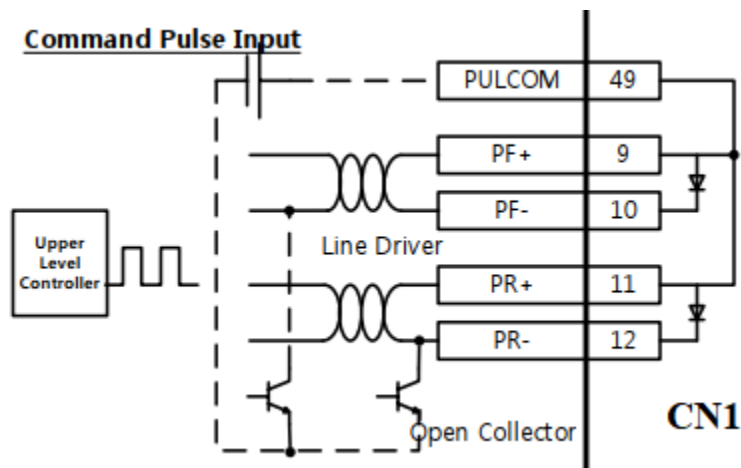 Command Pulse Input
PULCOM 49
PF+ 9
PF- 10
Upper
Level
Controller
Line Driver
PR+ 11
PR- 12
Open Collector
CN1